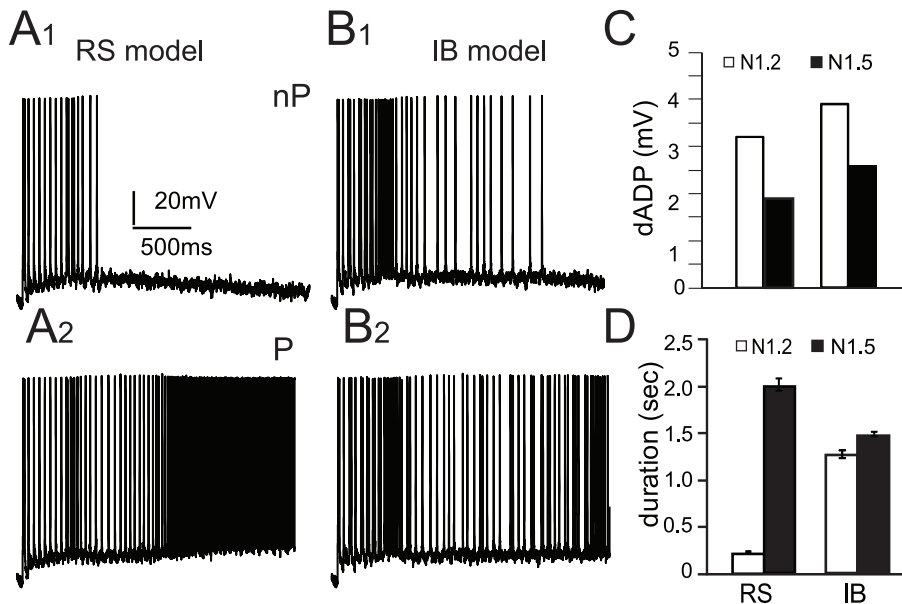 A1 RS model
nP
20mV
500ms
B1 IB model
C
5
4
3
2
1
0
dADP (mV)
N1.2 N1.5
A2 P
B2
D
2.5
2.0
1.5
1.0
0.5
0
duration (sec)
N1.2 N1.5
RS IB